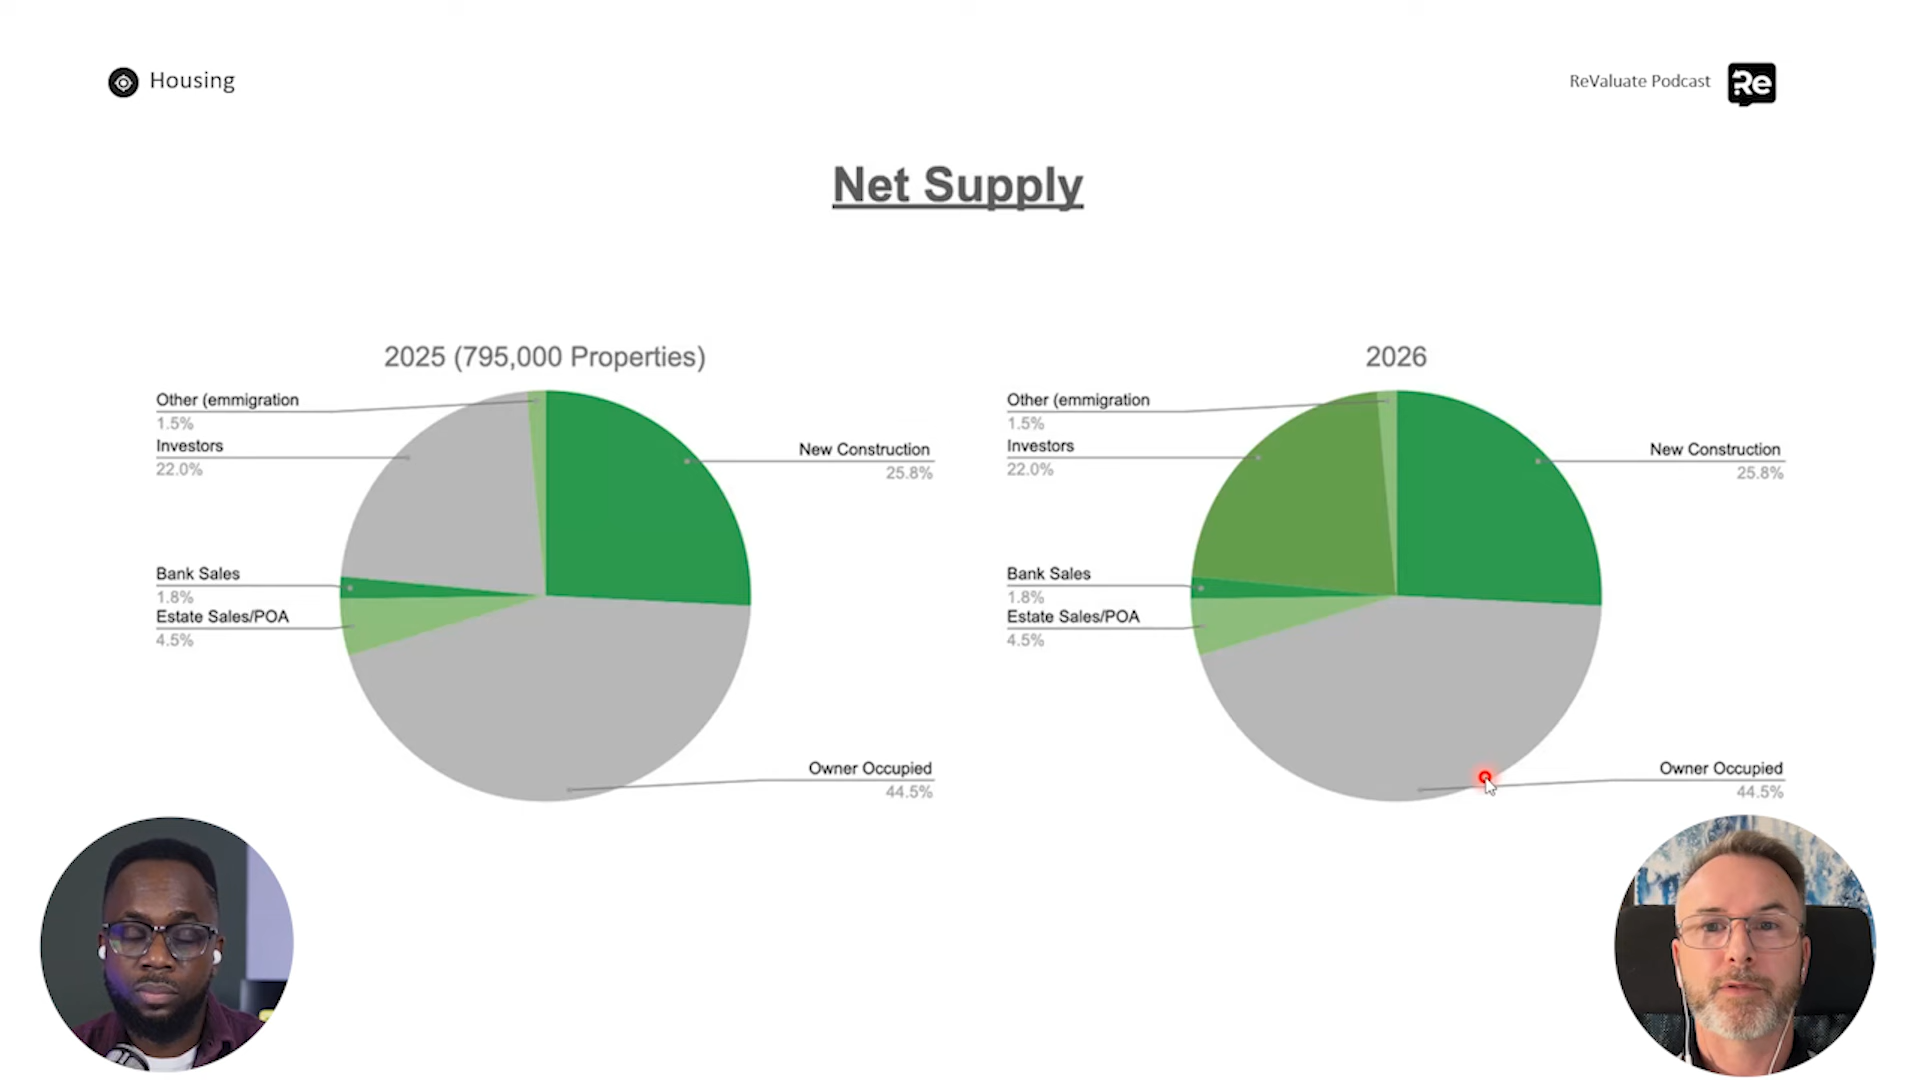 Housing
ReValuate Podcast
Re
Net Supply
2025 (795,000 Properties)
Other (emmigration
1.5%
Investors
22.0%
New Construction
25.8%
Bank Sales
1.8%
Estate Sales/POA
4.5%
Owner Occupied
44.5%
2026
Other (emmigration
1.5%
Investors
22.0%
New Construction
25.8%
Bank Sales
1.8%
Estate Sales/POA
4.5%
Owner Occupied
44.5%